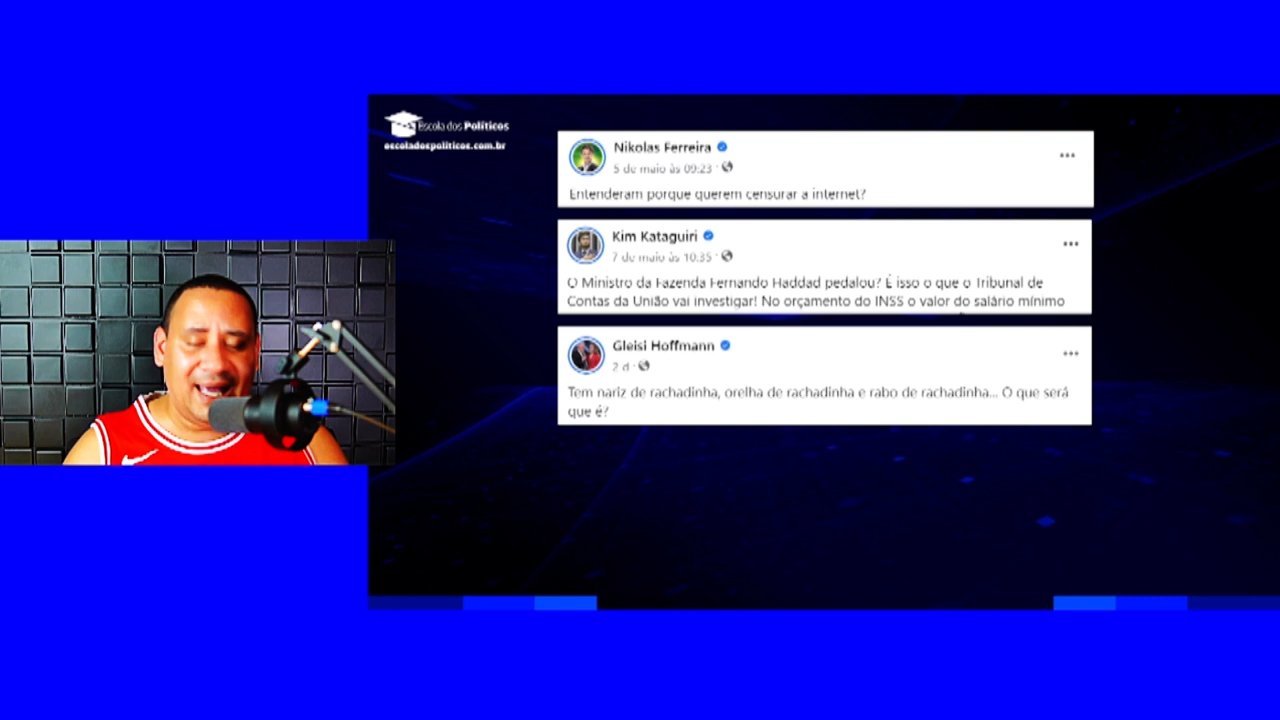 Escola dos Políticos
escoladospoliticos.com.br
Nikolas Ferreira
5 de maio às 09:23 ·
Entenderam porque querem censurar a internet?
Kim Kataguiri
7 de maio às 10:35 ·
O Ministro da Fazenda Fernando Haddad pedalou? É isso o que o Tribunal de
Contas da União vai investigar! No orçamento do INSS o valor do salário mínimo
Gleisi Hoffmann
2 d ·
Tem nariz de rachadinha, orelha de rachadinha e rabo de rachadinha... O que será
que é?